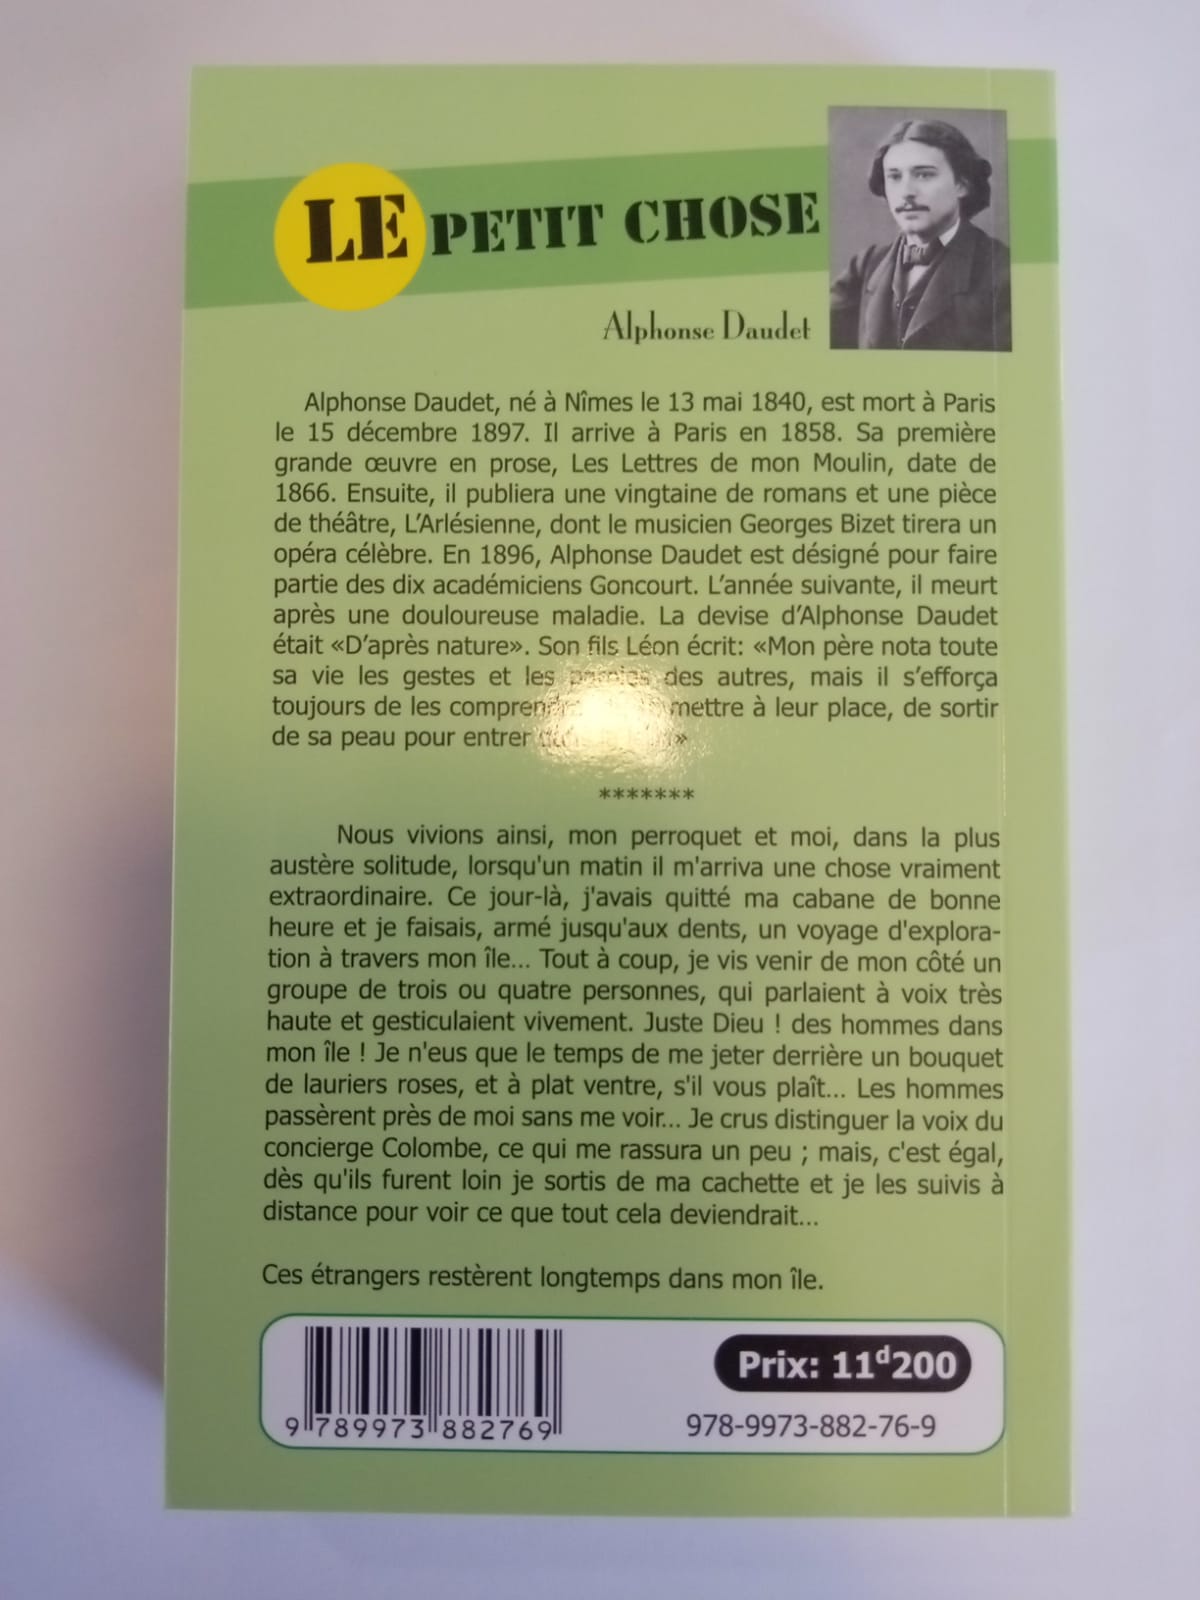 LE PETIT CHOSE
Alphonse Daudet
Alphonse Daudet, né à Nîmes le 13 mai 1840, est mort à Paris
le 15 décembre 1897. Il arrive à Paris en 1858. Sa première
grande œuvre en prose, Les Lettres de mon Moulin, date de
1866. Ensuite, il publiera une vingtaine de romans et une pièce
de théâtre, L’Arlésienne, dont le musicien Georges Bizet tirera un
opéra célèbre. En 1896, Alphonse Daudet est désigné pour faire
partie des dix académiciens Goncourt. L’année suivante, il meurt
après une douloureuse maladie. La devise d’Alphonse Daudet
était «D’après nature». Son fils Léon écrit: «Mon père nota toute
sa vie les gestes et les paroles des autres, mais il s’efforça
toujours de les comprendre mettre à leur place, de sortir
de sa peau pour entrer »
*******
Nous vivions ainsi, mon perroquet et moi, dans la plus
austère solitude, lorsqu'un matin il m'arriva une chose vraiment
extraordinaire. Ce jour-là, j'avais quitté ma cabane de bonne
heure et je faisais, armé jusqu'aux dents, un voyage d'explora-
tion à travers mon île... Tout à coup, je vis venir de mon côté un
groupe de trois ou quatre personnes, qui parlaient à voix très
haute et gesticulaient vivement. Juste Dieu ! des hommes dans
mon île ! Je n'eus que le temps de me jeter derrière un bouquet
de lauriers roses, et à plat ventre, s'il vous plaît... Les hommes
passèrent près de moi sans me voir... Je crus distinguer la voix du
concierge Colombe, ce qui me rassura un peu ; mais, c'est égal,
dès qu'ils furent loin je sortis de ma cachette et je les suivis à
distance pour voir ce que tout cela deviendrait...
Ces étrangers restèrent longtemps dans mon île.
Prix: 11d200
9 789973 882769
978-9973-882-76-9